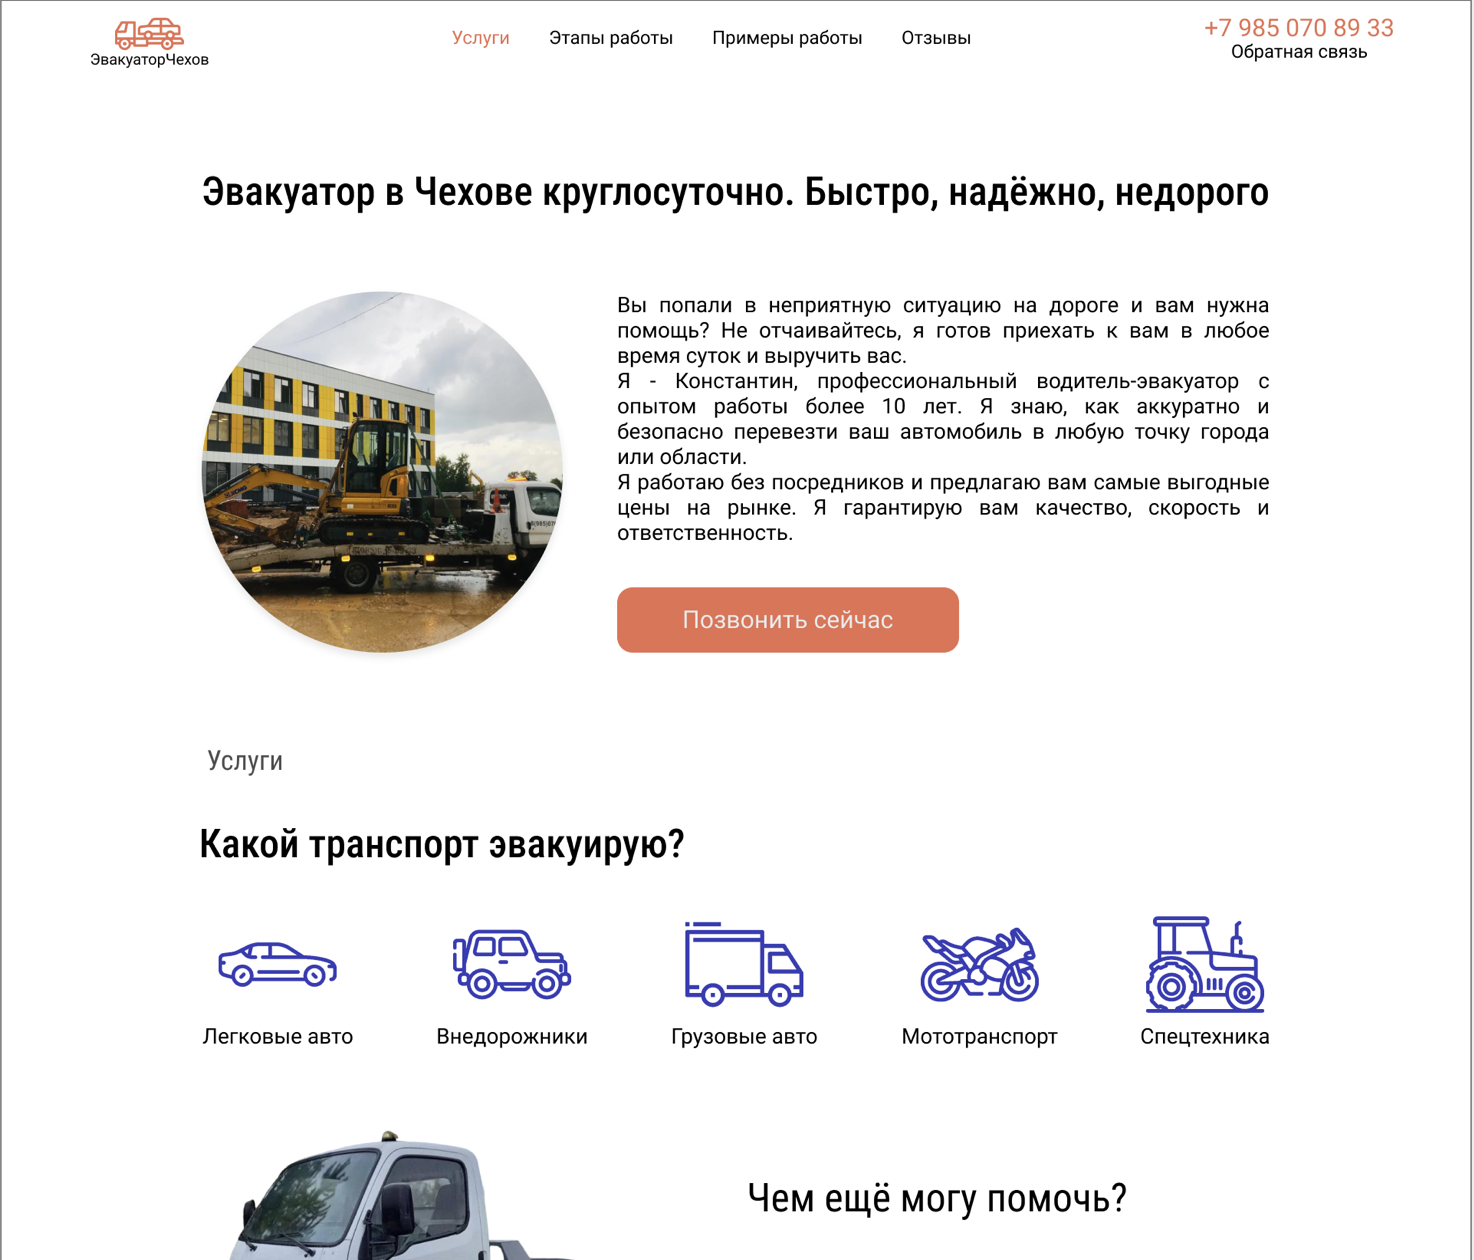 ЭвакуаторЧехов
Услуги Этапы работы Примеры работы Отзывы
+7 985 070 89 33
Обратная связь
Эвакуатор в Чехове круглосуточно. Быстро, надёжно, недорого
Вы попали в неприятную ситуацию на дороге и вам нужна
помощь? Не отчаивайтесь, я готов приехать к вам в любое
время суток и выручить вас.
Я - Константин, профессиональный водитель-эвакуатор с
опытом работы более 10 лет. Я знаю, как аккуратно и
безопасно перевезти ваш автомобиль в любую точку города
или области.
Я работаю без посредников и предлагаю вам самые выгодные
цены на рынке. Я гарантирую вам качество, скорость и
ответственность.
Позвонить сейчас
Услуги
Какой транспорт эвакуирую?
Легковые авто
Внедорожники
Грузовые авто
Мототранспорт
Спецтехника
Чем ещё могу помочь?